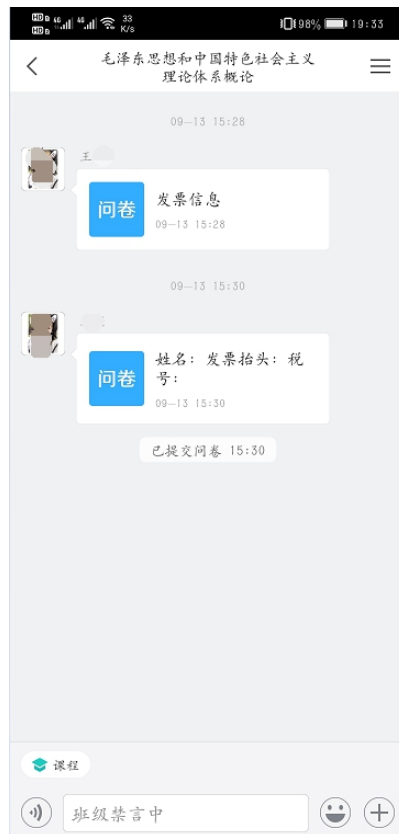 HD HD 46 46 33 K/s 98% 19:33
毛泽东思想和中国特色社会主义
理论体系概论
09-13 15:28
王
问卷
发票信息
09-13 15:28
09-13 15:30
问卷
姓名：发票抬头：税
号：
09-13 15:30
已提交问卷 15:30
课程
班级禁言中